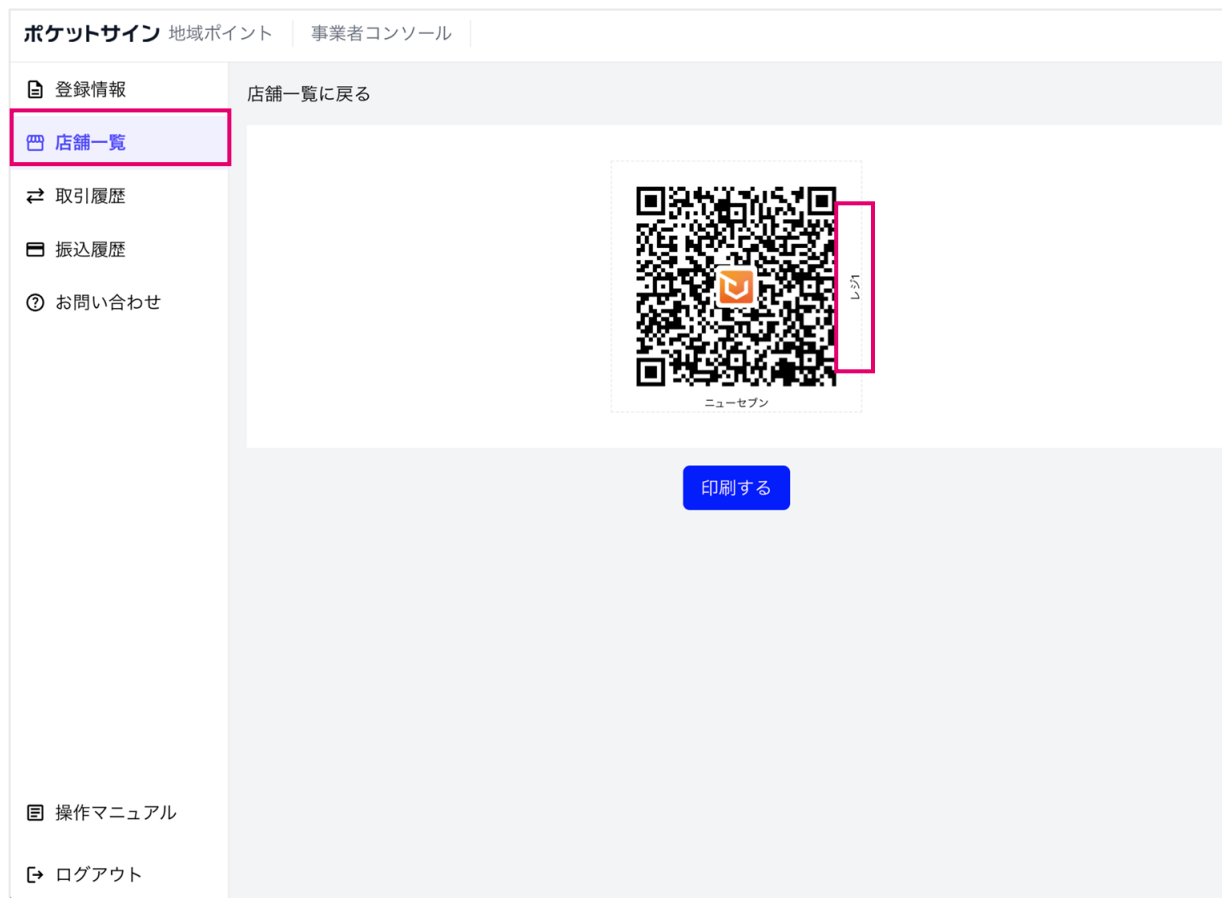 ポケットサイン 地域ポイント 事業者コンソール
登録情報
店舗一覧
取引履歴
振込履歴
お問い合わせ
操作マニュアル
ログアウト
店舗一覧に戻る
レジ1
ニューセブン
印刷する